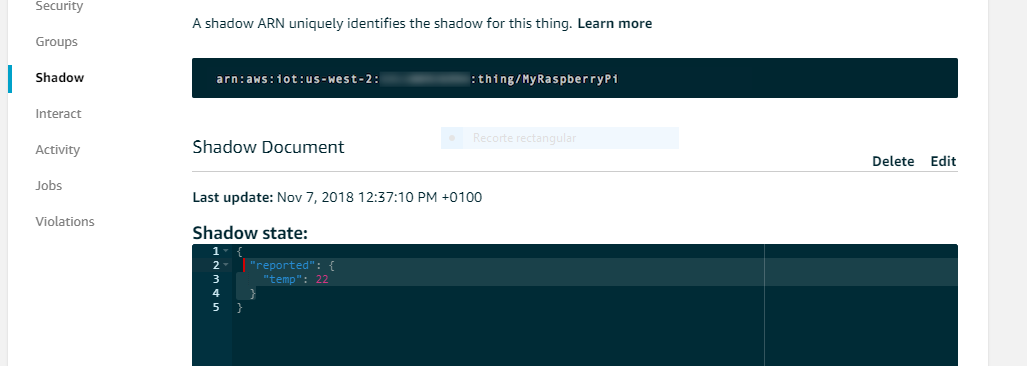 Security
Groups
Shadow
Interact
Activity
Jobs
Violations
A shadow ARN uniquely identifies the shadow for this thing. Learn more
arn:aws:iot:us-west-2: :thing/MyRaspberryPi
Recorte rectangular
Shadow Document
Delete Edit
Last update: Nov 7, 2018 12:37:10 PM +0100
Shadow state:
1 {
2 "reported": {
3 "temp": 22
4 }
5 }